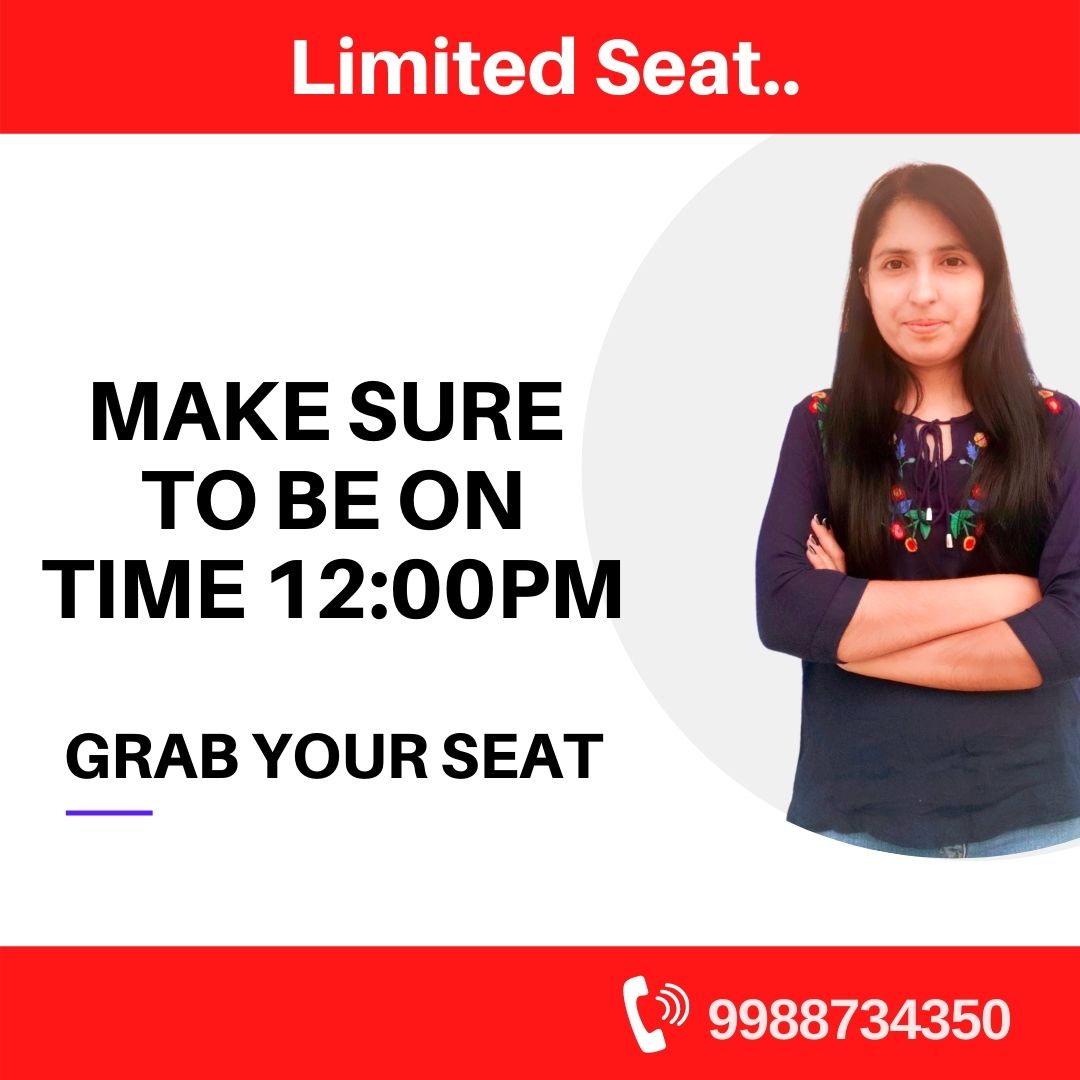 Limited Seat..
MAKE SURE
TO BE ON
TIME 12:00PM
GRAB YOUR SEAT
9988734350